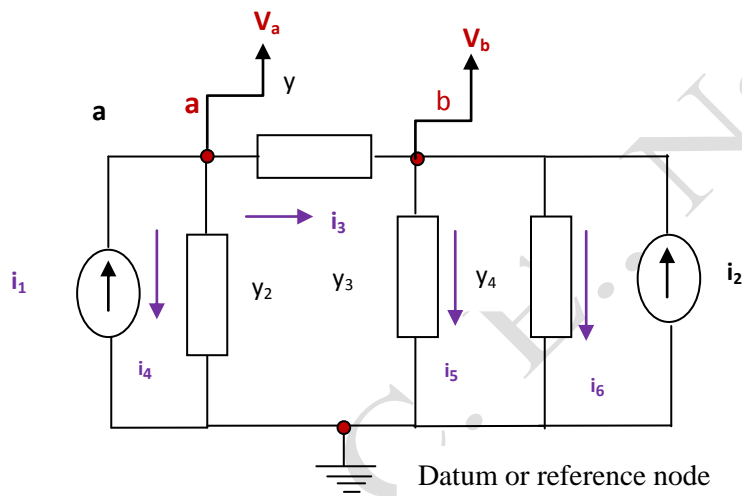 Va
Vb
y
a
a
b
i3
i1
y2
y3
y4
i2
i4
i5
i6
C. E., N
Datum or reference node